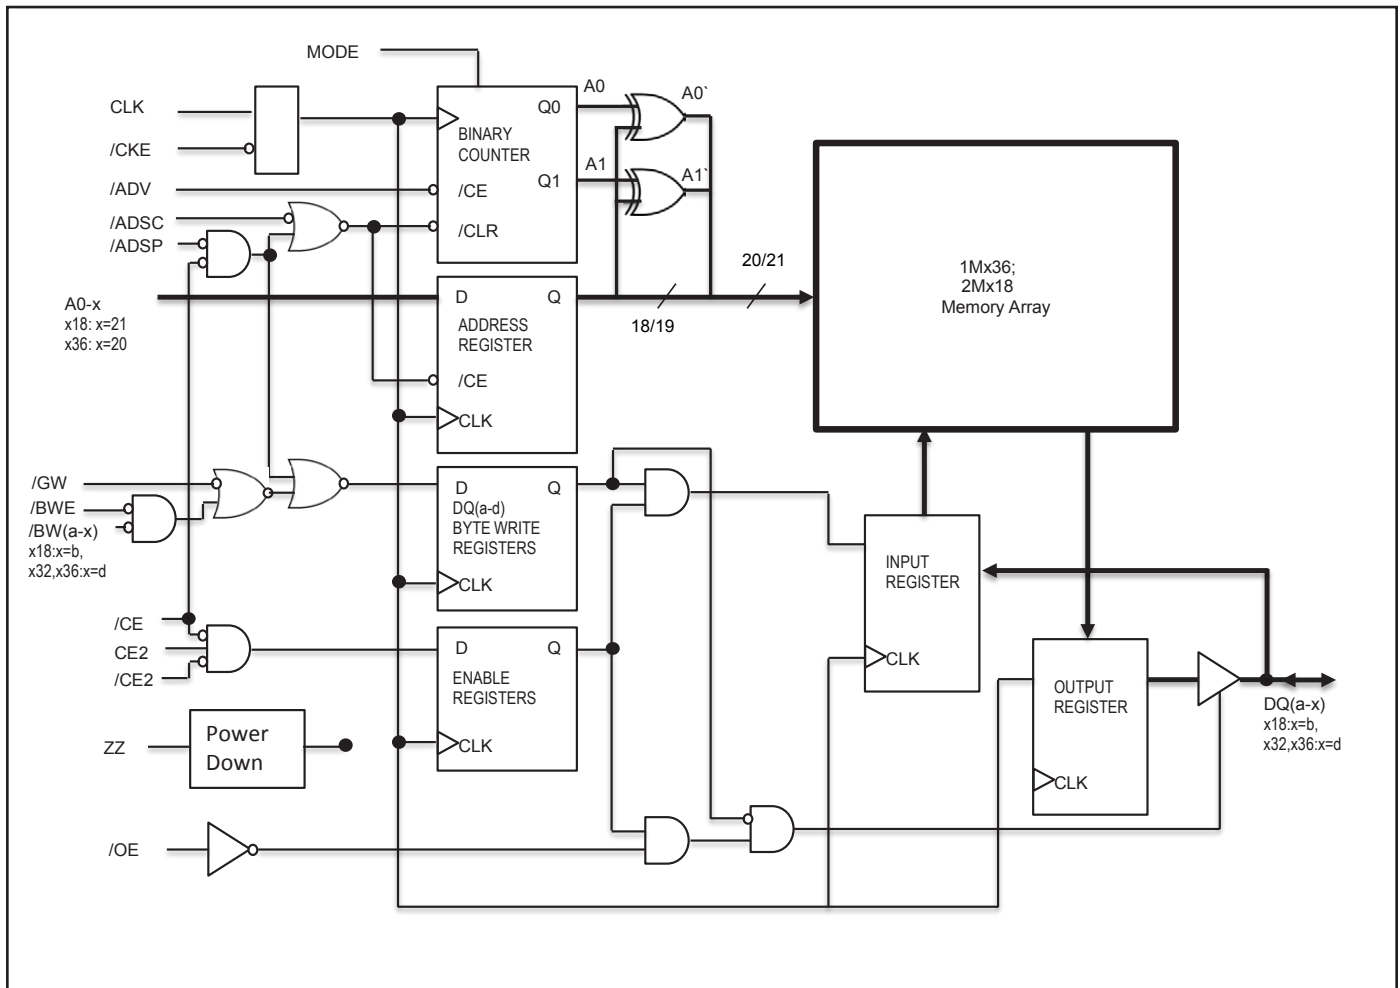 MODE
CLK
/CKE
/ADV
/ADSC
/ADSP
A0-x
x18: x=21
x36: x=20
/GW
/BWE
/BW(a-x)
x18:x=b,
x32,x36:x=d
/CE
CE2
/CE2
ZZ
Power
Down
/OE
Q0
BINARY
COUNTER
Q1
/CE
/CLR
A0
A0`
A1
A1`
D Q
ADDRESS
REGISTER
/CE
CLK
18/19
20/21
1Mx36;
2Mx18
Memory Array
D Q
DQ(a-d)
BYTE WRITE
REGISTERS
CLK
D Q
ENABLE
REGISTERS
CLK
INPUT
REGISTER
CLK
OUTPUT
REGISTER
CLK
DQ(a-x)
x18:x=b,
x32,x36:x=d